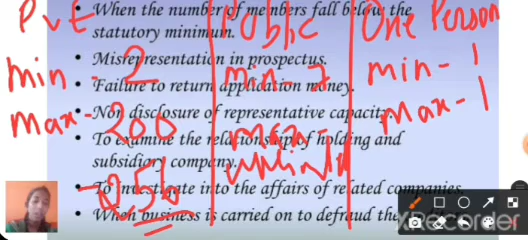 Pvt Public One Person
• When the number of members fall below the
statutory minimum.
min - 2 min 7 min - 1
• Misrepresentation in prospectus.
• Failure to return application money.
max - 200 max - max - 1
• Non disclosure of representative capacity.
• To examine the relationship of holding and
subsidiary company.
• To investigate into the affairs of related companies.
• When business is carried on to defraud the
XRecorder